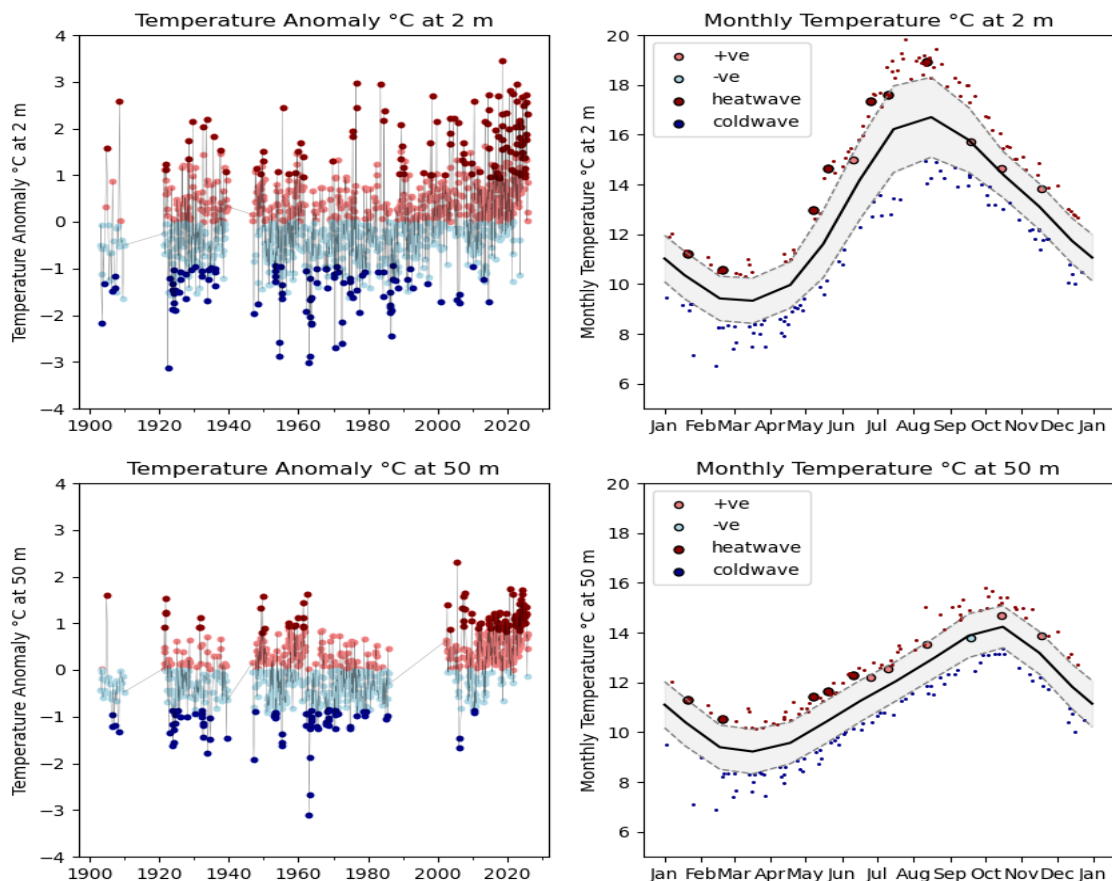 Temperature Anomaly °C at 2 m
Temperature Anomaly °C at 2 m
4
3
2
1
0
−1
−2
−3
−4
1900 1920 1940 1960 1980 2000 2020
Monthly Temperature °C at 2 m
Monthly Temperature °C at 2 m
20
18
16
14
12
10
8
6
+ve
-ve
heatwave
coldwave
Jan Feb Mar Apr May Jun Jul Aug Sep Oct Nov Dec Jan
Temperature Anomaly °C at 50 m
Temperature Anomaly °C at 50 m
4
3
2
1
0
−1
−2
−3
−4
1900 1920 1940 1960 1980 2000 2020
Monthly Temperature °C at 50 m
Monthly Temperature °C at 50 m
20
18
16
14
12
10
8
6
+ve
-ve
heatwave
coldwave
Jan Feb Mar Apr May Jun Jul Aug Sep Oct Nov Dec Jan